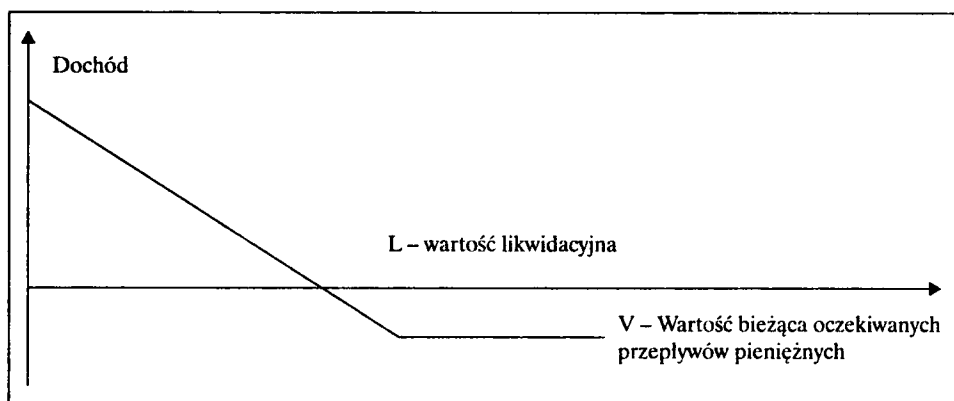 Dochód
L – wartość likwidacyjna
V – Wartość bieżąca oczekiwanych
przepływów pieniężnych